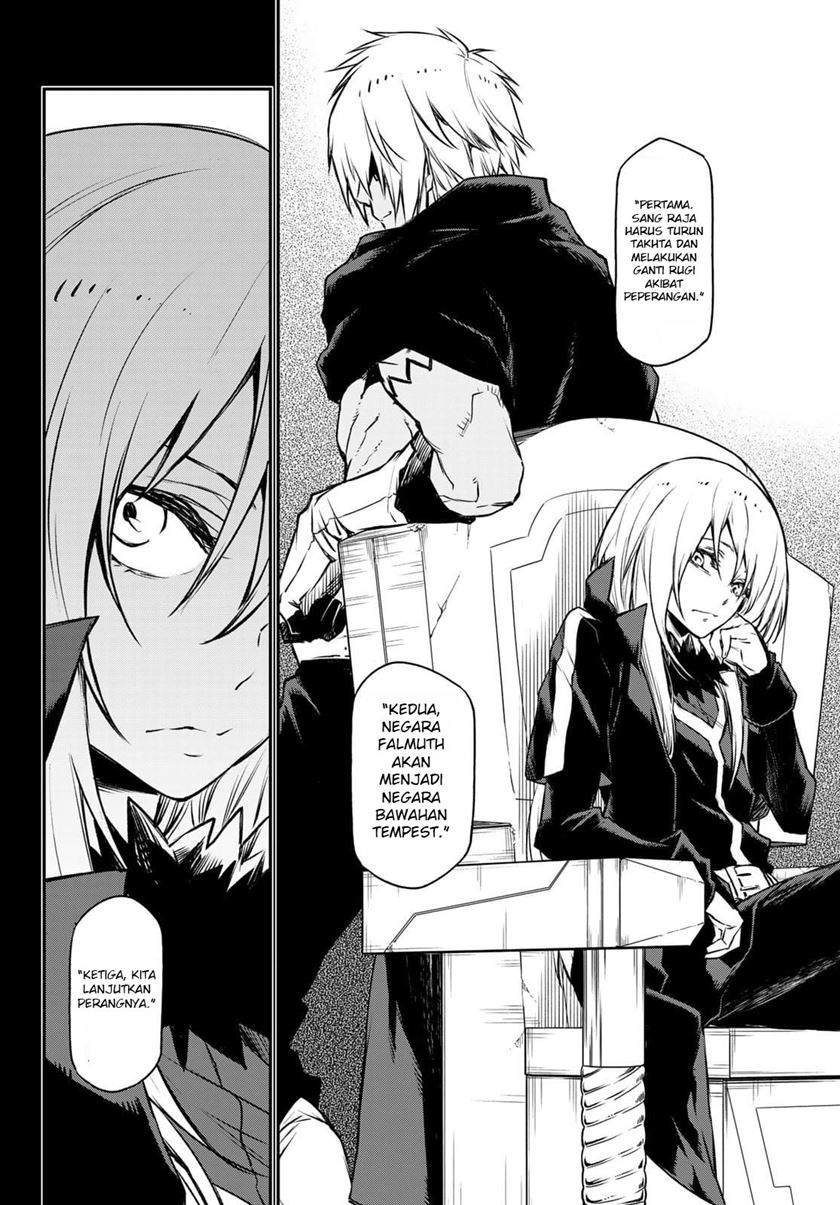 "PERTAMA.
SANG RAJA
HARUS TURUN
TAKHTA DAN
MELAKUKAN
GANTI RUGI
AKIBAT
PEPERANGAN."
"KEDUA,
NEGARA
FALMUTH
AKAN
MENJADI
NEGARA
BAWAHAN
TEMPEST."
"KETIGA, KITA
LANJUTKAN
PERANGNYA."